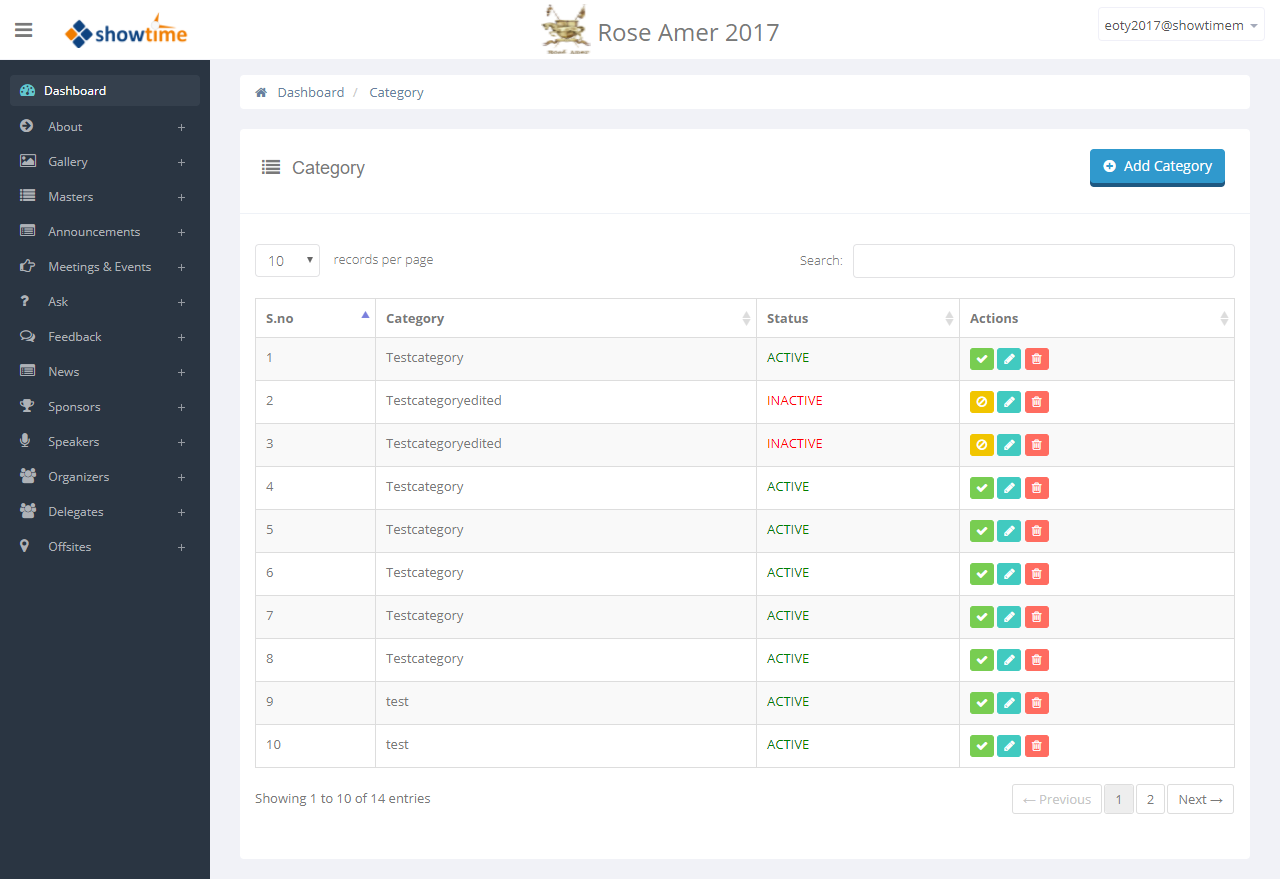 showtime
Rose Amer 2017
eoty2017@showtimem
Dashboard
About +
Gallery +
Masters +
Announcements +
Meetings & Events +
? Ask +
Feedback +
News +
Sponsors +
Speakers +
Organizers +
Delegates +
Offsites +
Dashboard / Category
Category
Add Category
10 records per page
Search:
S.no Category Status Actions
1 Testcategory ACTIVE
2 Testcategoryedited INACTIVE
3 Testcategoryedited INACTIVE
4 Testcategory ACTIVE
5 Testcategory ACTIVE
6 Testcategory ACTIVE
7 Testcategory ACTIVE
8 Testcategory ACTIVE
9 test ACTIVE
10 test ACTIVE
Showing 1 to 10 of 14 entries
← Previous 1 2 Next →